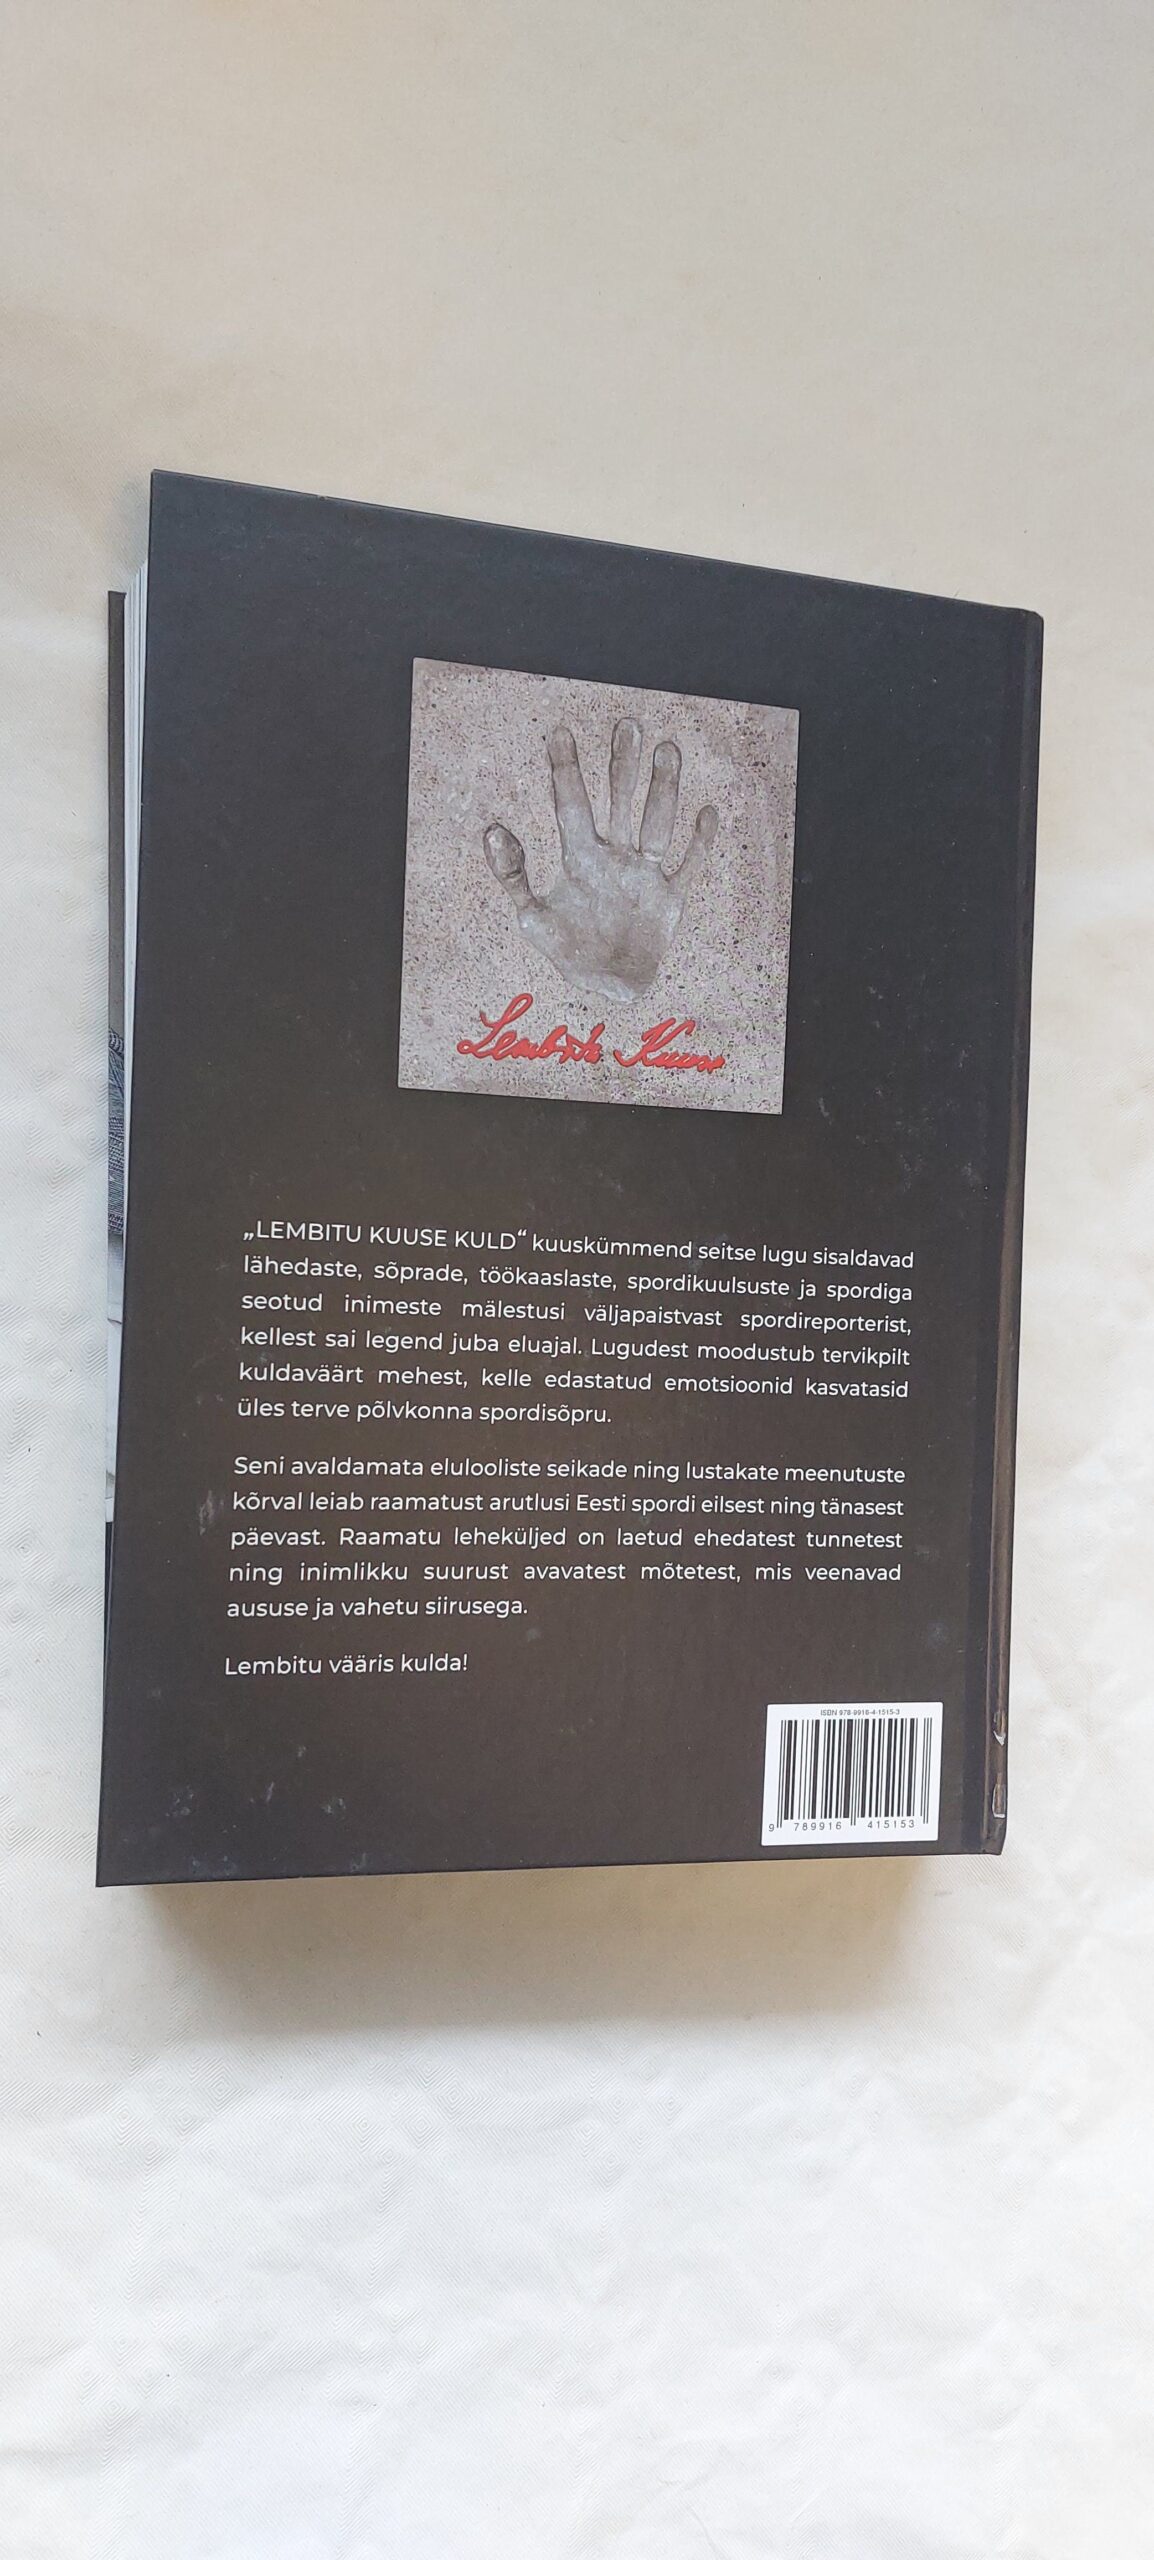 Lembitu Kuus
„LEMBITU KUUSE KULD“ kuuskümmend seitse lugu sisaldavad
lähedaste, sõprade, töökaaslaste, spordikuulsuste ja spordiga
seotud inimeste mälestusi väljapaistvast spordireporterist,
kellest sai legend juba eluajal. Lugudest moodustub tervikpilt
kuldaväärt mehest, kelle edastatud emotsioonid kasvatasid
üles terve põlvkonna spordisõpru.
Seni avaldamata elulooliste seikade ning lustakate meenutuste
kõrval leiab raamatust arutlusi Eesti spordi eilsest ning tänasest
päevast. Raamatu leheküljed on laetud ehedatest tunnetest
ning inimlikku suurust avavatest mõtetest, mis veenavad
aususe ja vahetu siirusega.
Lembitu vääris kulda!
ISBN 978-9916-4-1515-3
9 789916 415153